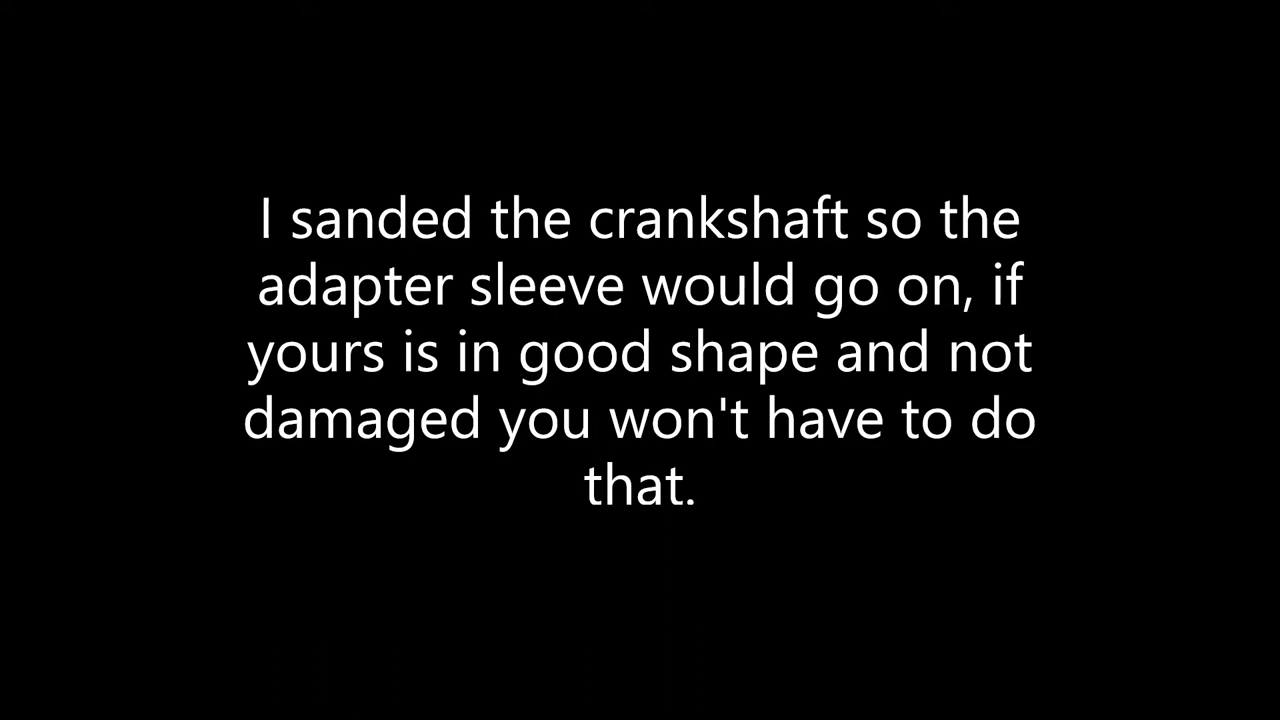 I sanded the crankshaft so the
adapter sleeve would go on, if
yours is in good shape and not
damaged you won't have to do
that.